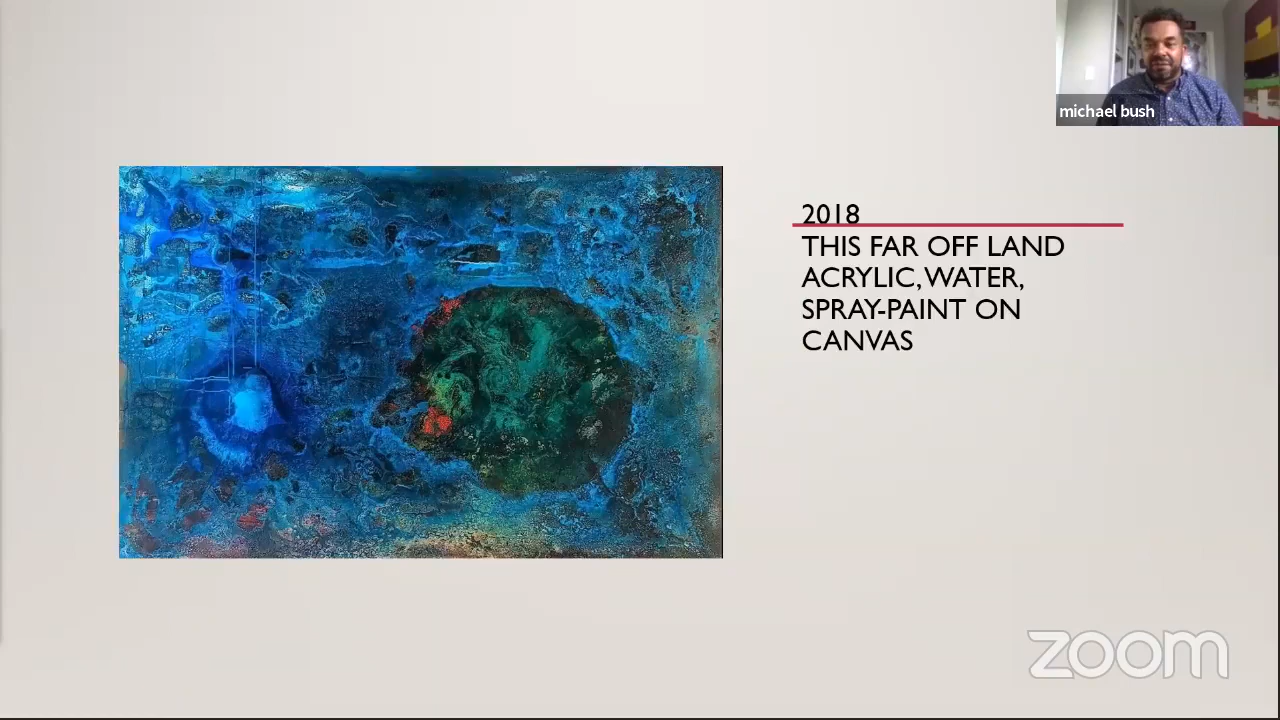 michael bush
2018
THIS FAR OFF LAND
ACRYLIC, WATER,
SPRAY-PAINT ON
CANVAS
zoom